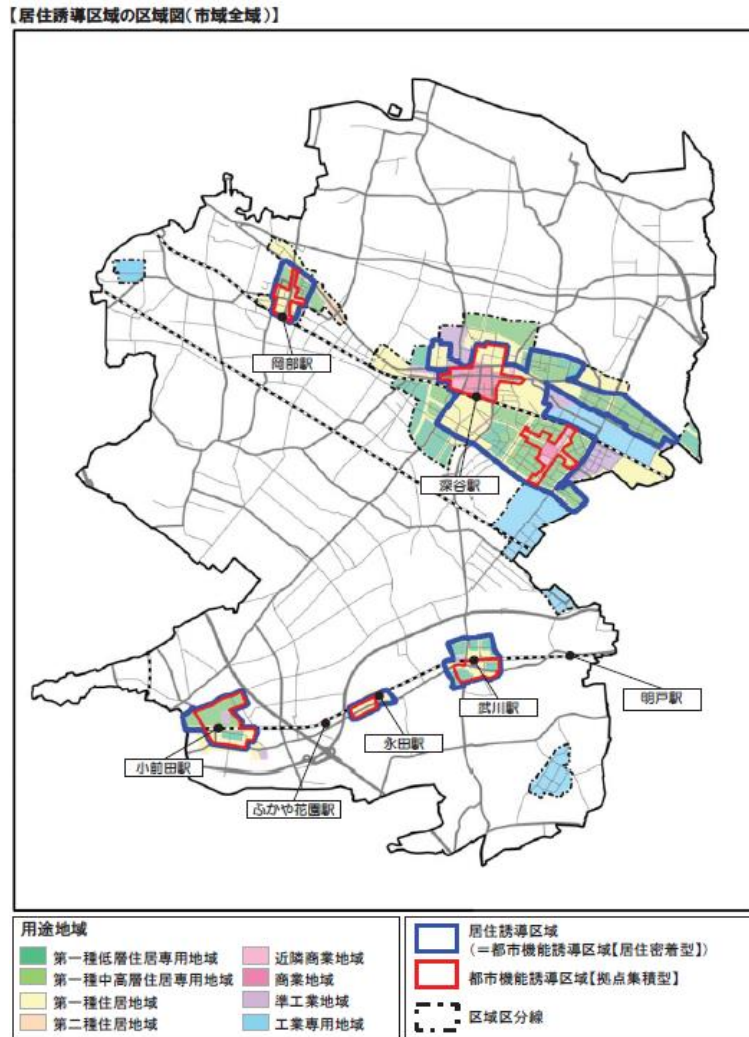 【居住誘導区域の区域図(市域全域)】
岡部駅
深谷駅
明戸駅
武川駅
永田駅
小前田駅
ふかや花園駅
用途地域
第一種低層住居専用地域
第一種中高層住居専用地域
第一種住居地域
第二種住居地域
近隣商業地域
商業地域
準工業地域
工業専用地域
居住誘導区域
(=都市機能誘導区域【居住密着型】)
都市機能誘導区域【拠点集積型】
区域区分線